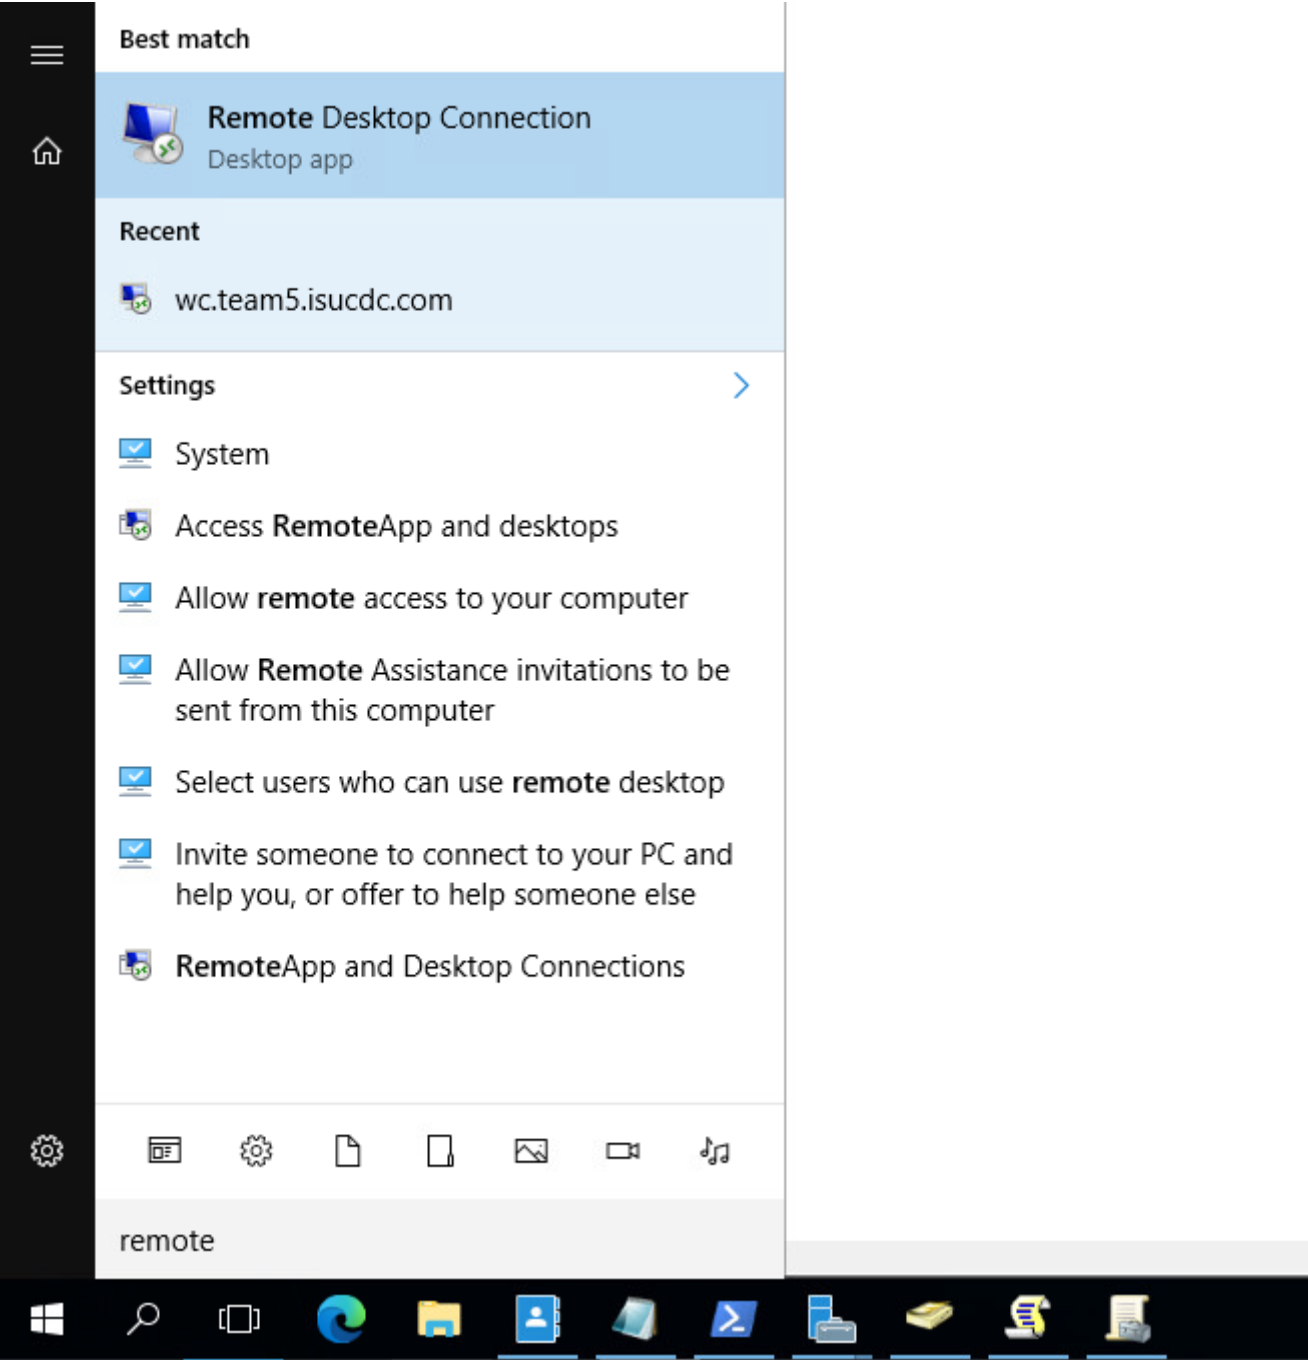 Best match
Remote Desktop Connection
Desktop app
Recent
wc.team5.isucdc.com
Settings
System
Access RemoteApp and desktops
Allow remote access to your computer
Allow Remote Assistance invitations to be
sent from this computer
Select users who can use remote desktop
Invite someone to connect to your PC and
help you, or offer to help someone else
RemoteApp and Desktop Connections
remote